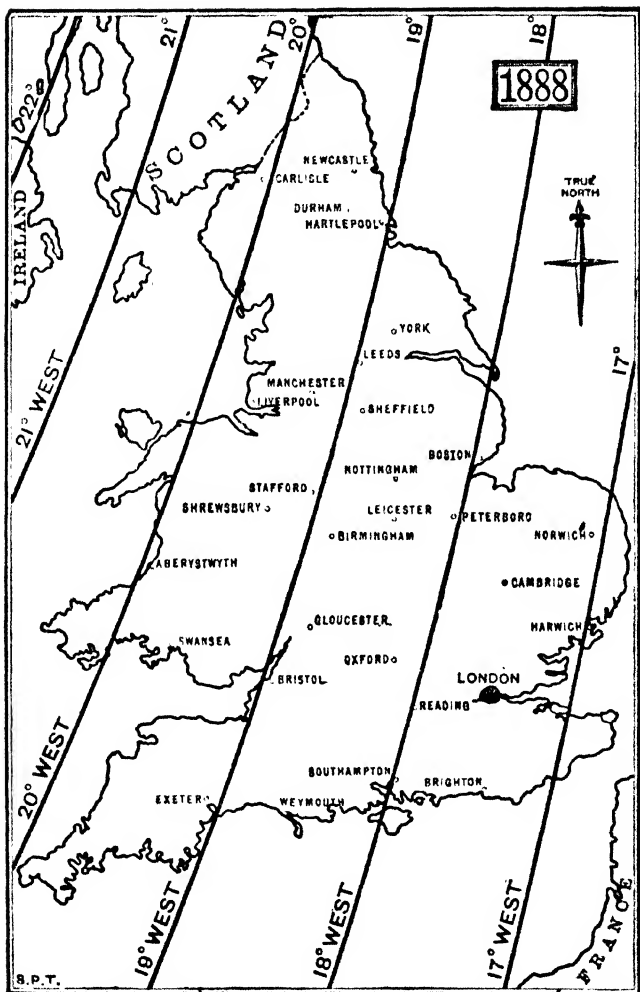 21°
20°
19°
18°
22°
1888
SCOTLAND
NEWCASTLE
CARLISLE
TRUE
NORTH
DURHAM
HARTLEPOOL
IRELAND
YORK
LEEDS
17°
21° WEST
MANCHESTER
LIVERPOOL
SHEFFIELD
BOSTON
NOTTINGHAM
STAFFORD
SHREWSBURY
LEICESTER
PETERBORO
BIRMINGHAM
NORWICH
ABERYSTWYTH
CAMBRIDGE
GLOUCESTER
HARWICH
SWANSEA
OXFORD
LONDON
BRISTOL
READING
20° WEST
SOUTHAMPTON
BRIGHTON
EXETER
WEYMOUTH
FRANCE
19° WEST
18° WEST
17° WEST
S.P.T.